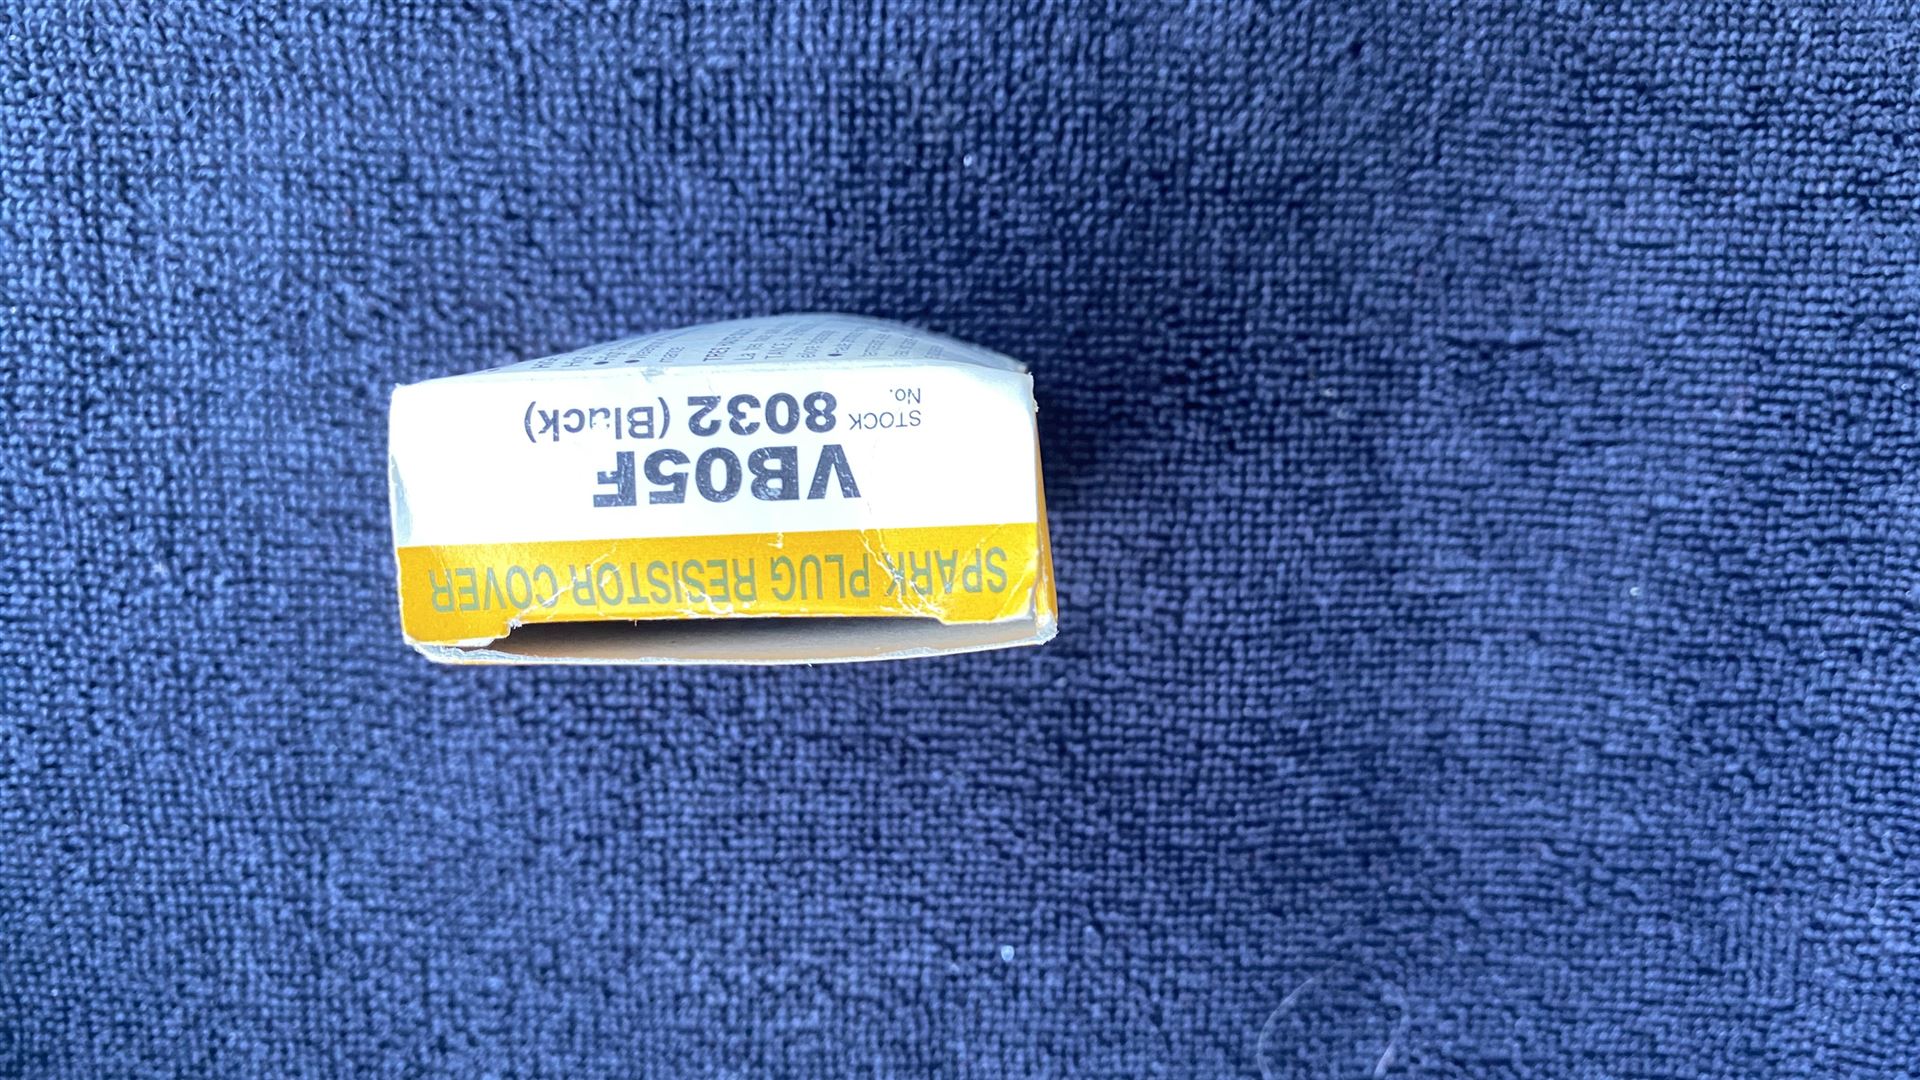 SPARK PLUG RESISTOR COVER
VB05F
STOCK No. 8032 (Black)